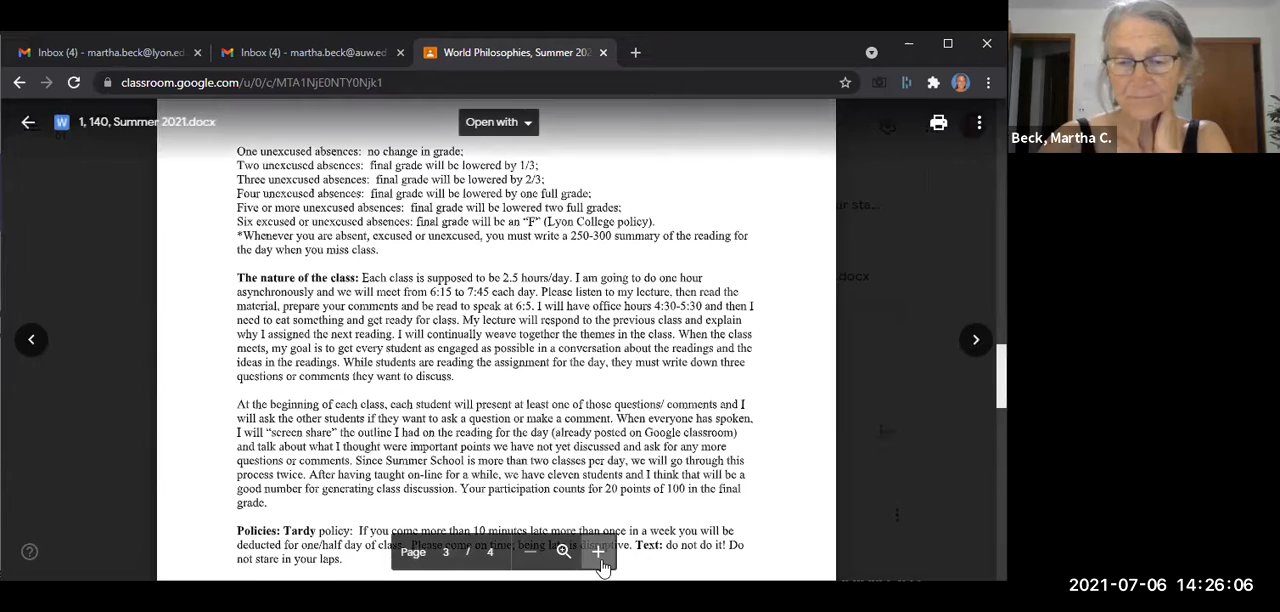 Inbox (4) - martha.beck@lyon.ed
Inbox (4) - martha.beck@auw.ed
World Philosophies, Summer 202
classroom.google.com/u/0/c/MTA1NjE0NTY0Njk1
W 1, 140, Summer 2021.docx
Open with
Beck, Martha C.
One unexcused absences: no change in grade;
Two unexcused absences: final grade will be lowered by 1/3;
Three unexcused absences: final grade will be lowered by 2/3;
Four unexcused absences: final grade will be lowered by one full grade;
Five or more unexcused absences: final grade will be lowered two full grades;
Six excused or unexcused absences: final grade will be an “F” (Lyon College policy).
*Whenever you are absent, excused or unexcused, you must write a 250-300 summary of the reading for
the day when you miss class.
The nature of the class: Each class is supposed to be 2.5 hours/day. I am going to do one hour
asynchronously and we will meet from 6:15 to 7:45 each day. Please listen to my lecture, then read the
material, prepare your comments and be read to speak at 6:5. I will have office hours 4:30-5:30 and then I
need to eat something and get ready for class. My lecture will respond to the previous class and explain
why I assigned the next reading. I will continually weave together the themes in the class. When the class
meets, my goal is to get every student as engaged as possible in a conversation about the readings and the
ideas in the readings. While students are reading the assignment for the day, they must write down three
questions or comments they want to discuss.
At the beginning of each class, each student will present at least one of those questions/ comments and I
will ask the other students if they want to ask a question or make a comment. When everyone has spoken,
I will “screen share” the outline I had on the reading for the day (already posted on Google classroom)
and talk about what I thought were important points we have not yet discussed and ask for any more
questions or comments. Since Summer School is more than two classes per day, we will go through this
process twice. After having taught on-line for a while, we have eleven students and I think that will be a
good number for generating class discussion. Your participation counts for 20 points of 100 in the final
grade.
Policies: Tardy policy: If you come more than 10 minutes late more than once in a week you will be
deducted for one/half day of class. Please come on time; being late is disruptive. Text: do not do it! Do
not stare in your laps.
Page 3 / 4
ur sta...
docx
2021-07-06 14:26:06